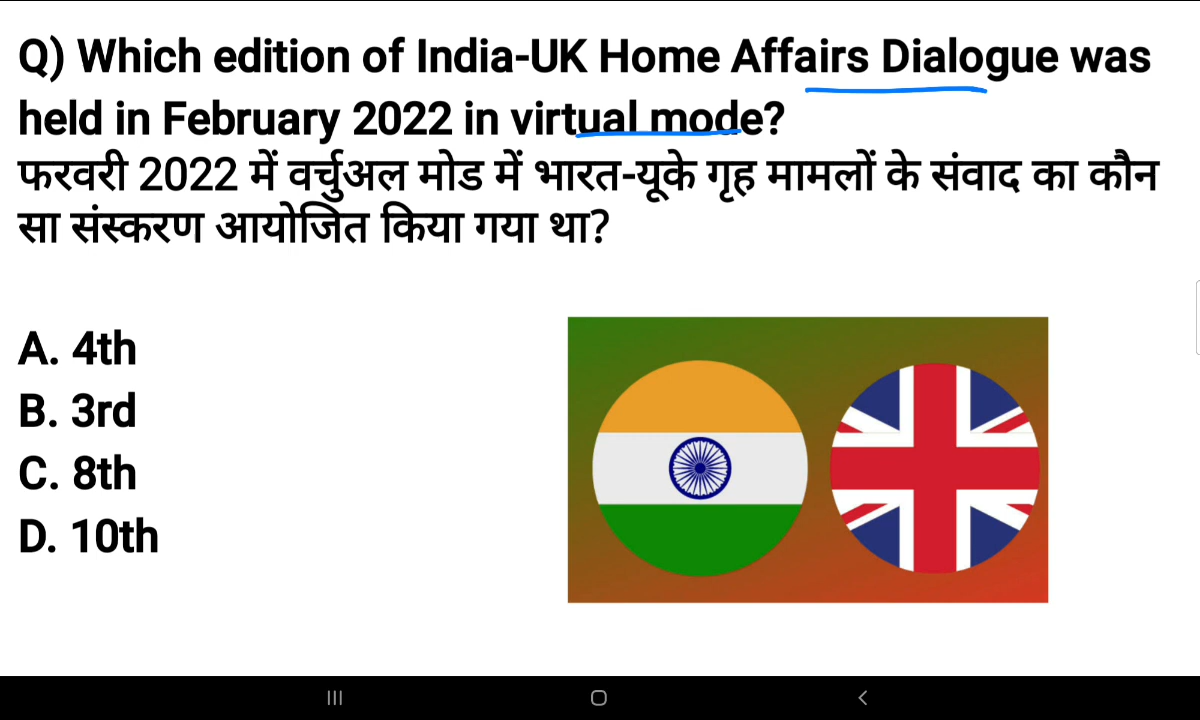 Q) Which edition of India-UK Home Affairs Dialogue was
held in February 2022 in virtual mode?
फरवरी 2022 में वर्चुअल मोड में भारत-यूके गृह मामलों के संवाद का कौन
सा संस्करण आयोजित किया गया था?
A. 4th
B. 3rd
C. 8th
D. 10th